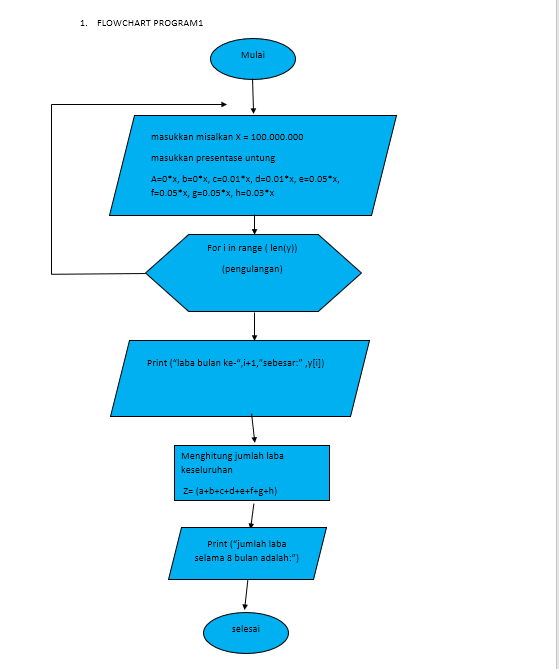 1. FLOWCHART PROGRAM1
Mulai
masukkan misalkan X = 100.000.000
masukkan presentase untung
A=0*x, b=0*x, c=0.01*x, d=0.01*x, e=0.05*x,
f=0.05*x, g=0.05*x, h=0.03*x
For i in range ( len(y))
(pengulangan)
Print (“laba bulan ke-“,i+1,”sebesar:” ,y[i])
Menghitung jumlah laba
keseluruhan
Z= (a+b+c+d+e+f+g+h)
Print (“jumlah laba
selama 8 bulan adalah:”)
selesai